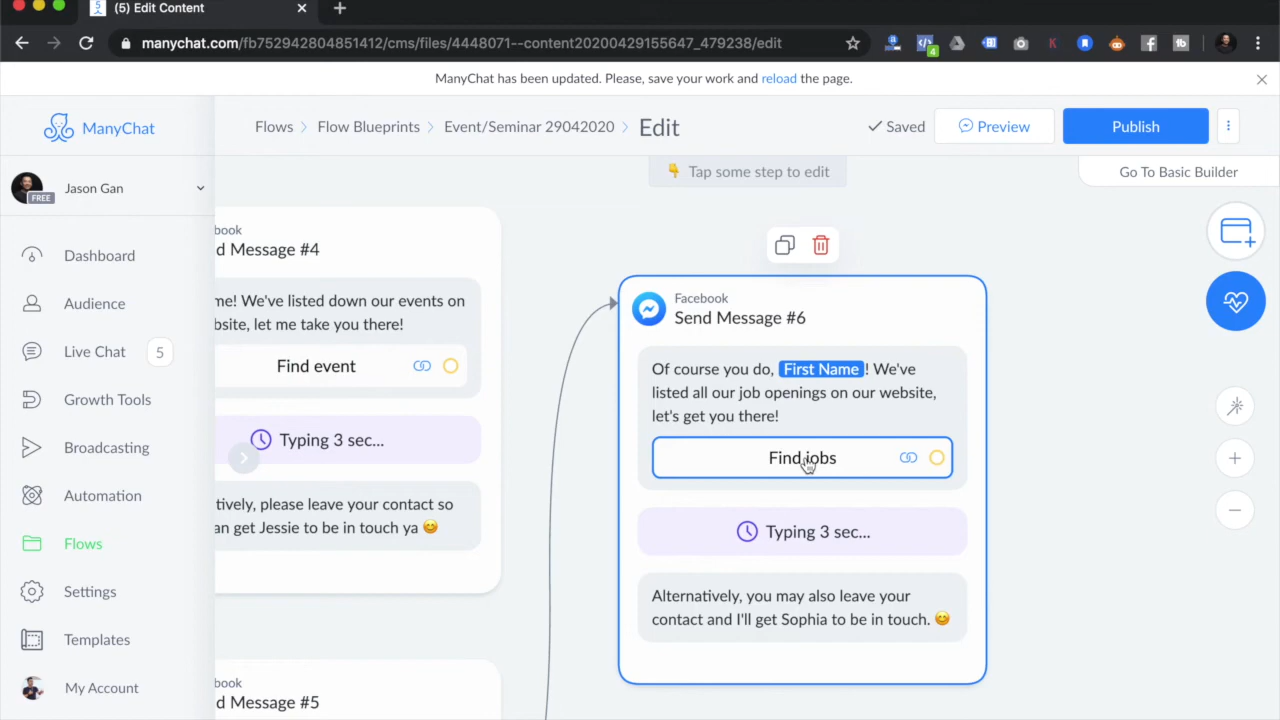 (5) Edit Content
manychat.com/fb752942804851412/cms/files/4448071--content20200429155647_479238/edit
4
ManyChat has been updated. Please, save your work and reload the page.
ManyChat
Flows
Flow Blueprints
Event/Seminar 29042020
Edit
Saved
Preview
Publish
👇 Tap some step to edit
Go To Basic Builder
Jason Gan
FREE
Dashboard
Audience
Live Chat
5
Growth Tools
Broadcasting
Automation
Flows
Settings
Templates
My Account
book
d Message #4
me! We've listed down our events on
bsite, let me take you there!
Find event
Typing 3 sec...
tively, please leave your contact so
an get Jessie to be in touch ya 😊
book
d Message #5
Facebook
Send Message #6
Of course you do, First Name! We've
listed all our job openings on our website,
let's get you there!
Find jobs
Typing 3 sec...
Alternatively, you may also leave your
contact and I'll get Sophia to be in touch. 😊